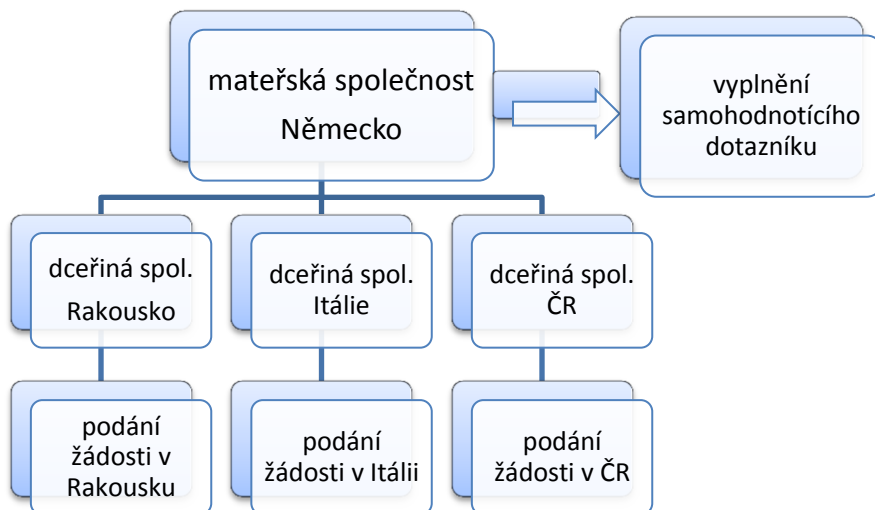 mateřská společnost
Německo
vyplnění
samohodnotícího
dotazníku
dceřiná spol.
Rakousko
dceřiná spol.
Itálie
dceřiná spol.
ČR
podání
žádosti v
Rakousku
podání
žádosti v Itálii
podání
žádosti v ČR